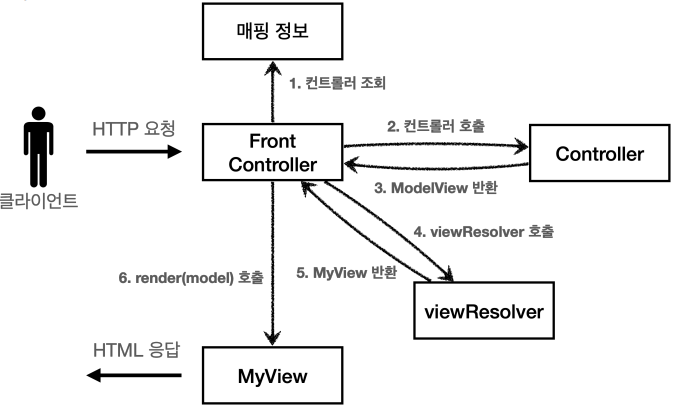 매핑 정보
1. 컨트롤러 조회
HTTP 요청
Front
Controller
2. 컨트롤러 호출
Controller
3. ModelView 반환
클라이언트
4. viewResolver 호출
5. MyView 반환
6. render(model) 호출
viewResolver
HTML 응답
MyView